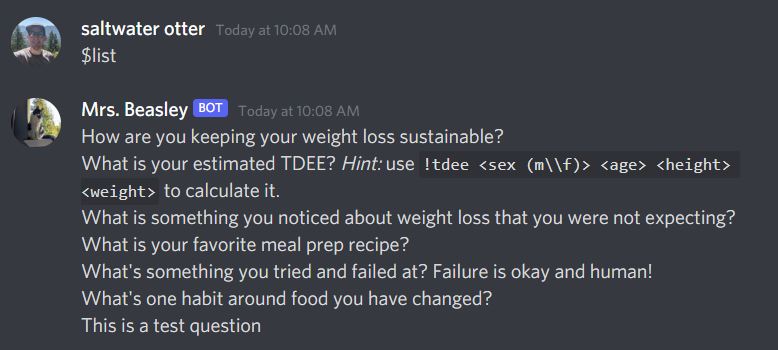 saltwater otter Today at 10:08 AM
$list
Mrs. Beasley BOT Today at 10:08 AM
How are you keeping your weight loss sustainable?
What is your estimated TDEE? Hint: use !tdee <sex (m\\f)> <age> <height>
<weight> to calculate it.
What is something you noticed about weight loss that you were not expecting?
What is your favorite meal prep recipe?
What's something you tried and failed at? Failure is okay and human!
What's one habit around food you have changed?
This is a test question